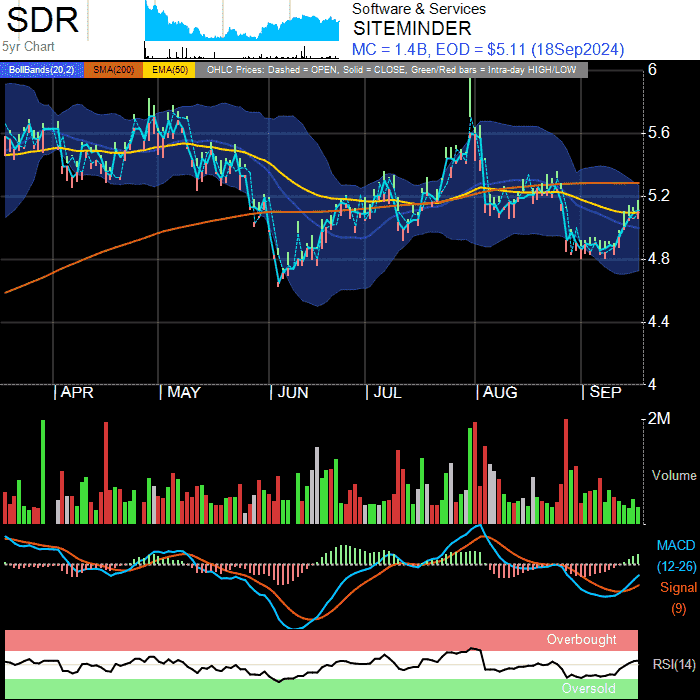 SDR
5yr Chart
Software & Services
SITEMINDER
MC = 1.4B, EOD = $5.11 (18Sep2024)
BollBands(20,2) SMA(200) EMA(50) OHLC Prices: Dashed = OPEN, Solid = CLOSE, Green/Red bars = Intra-day HIGH/LOW
6
5.6
5.2
4.8
4.4
4
APR MAY JUN JUL AUG SEP
2M
Volume
MACD
(12-26)
Signal
(9)
Overbought
RSI(14)
Oversold